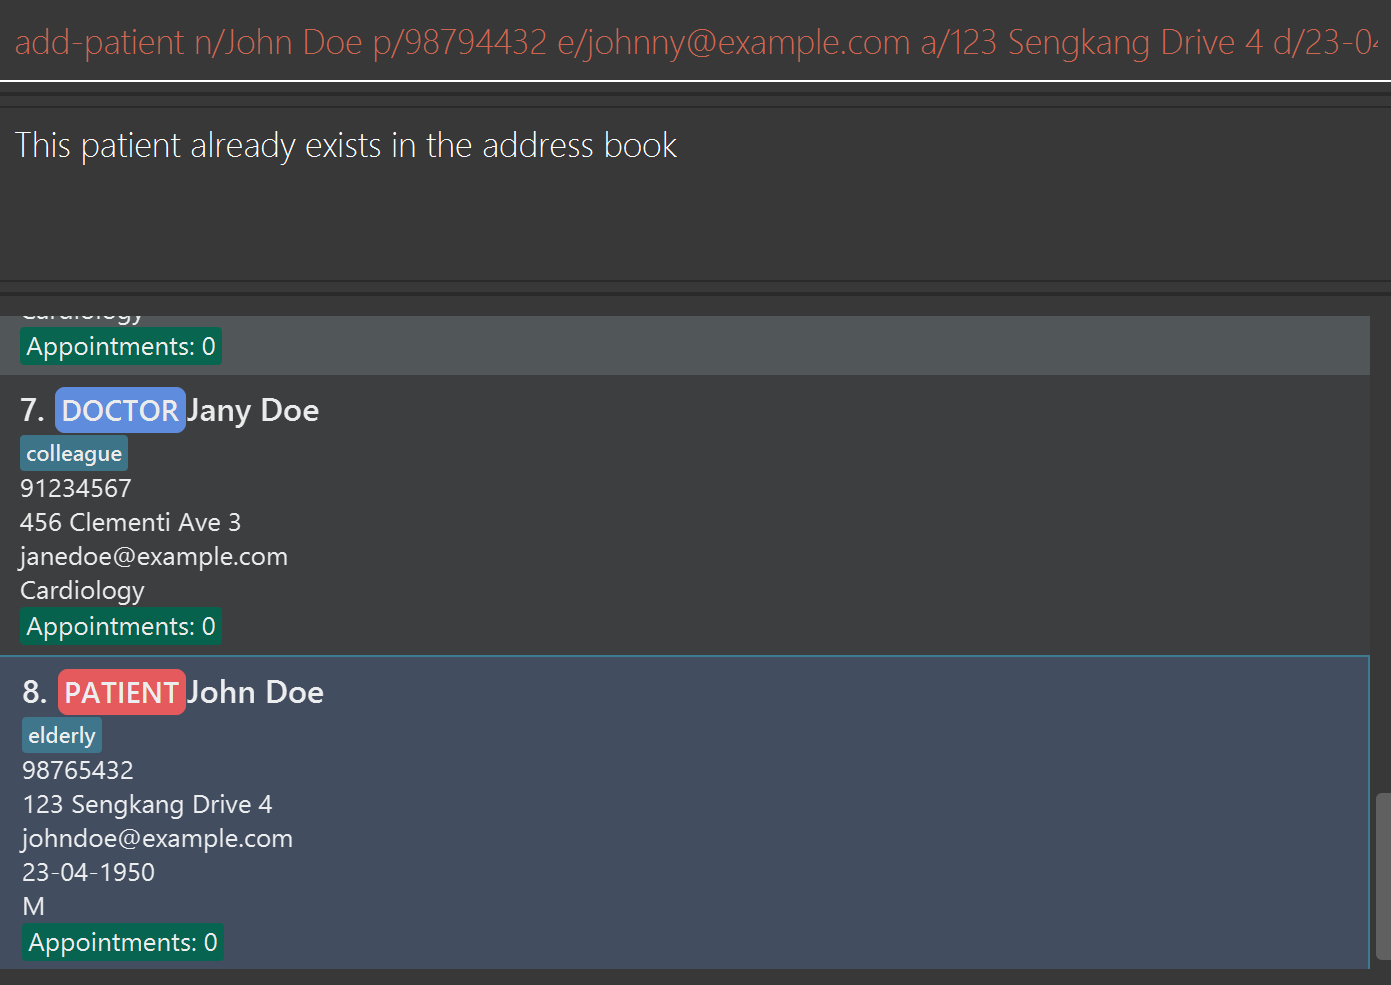 add-patient n/John Doe p/98794432 e/johnny@example.com a/123 Sengkang Drive 4 d/23-0
This patient already exists in the address book
Cardiology
Appointments: 0
7. DOCTOR Jany Doe
colleague
91234567
456 Clementi Ave 3
janedoe@example.com
Cardiology
Appointments: 0
8. PATIENT John Doe
elderly
98765432
123 Sengkang Drive 4
johndoe@example.com
23-04-1950
M
Appointments: 0